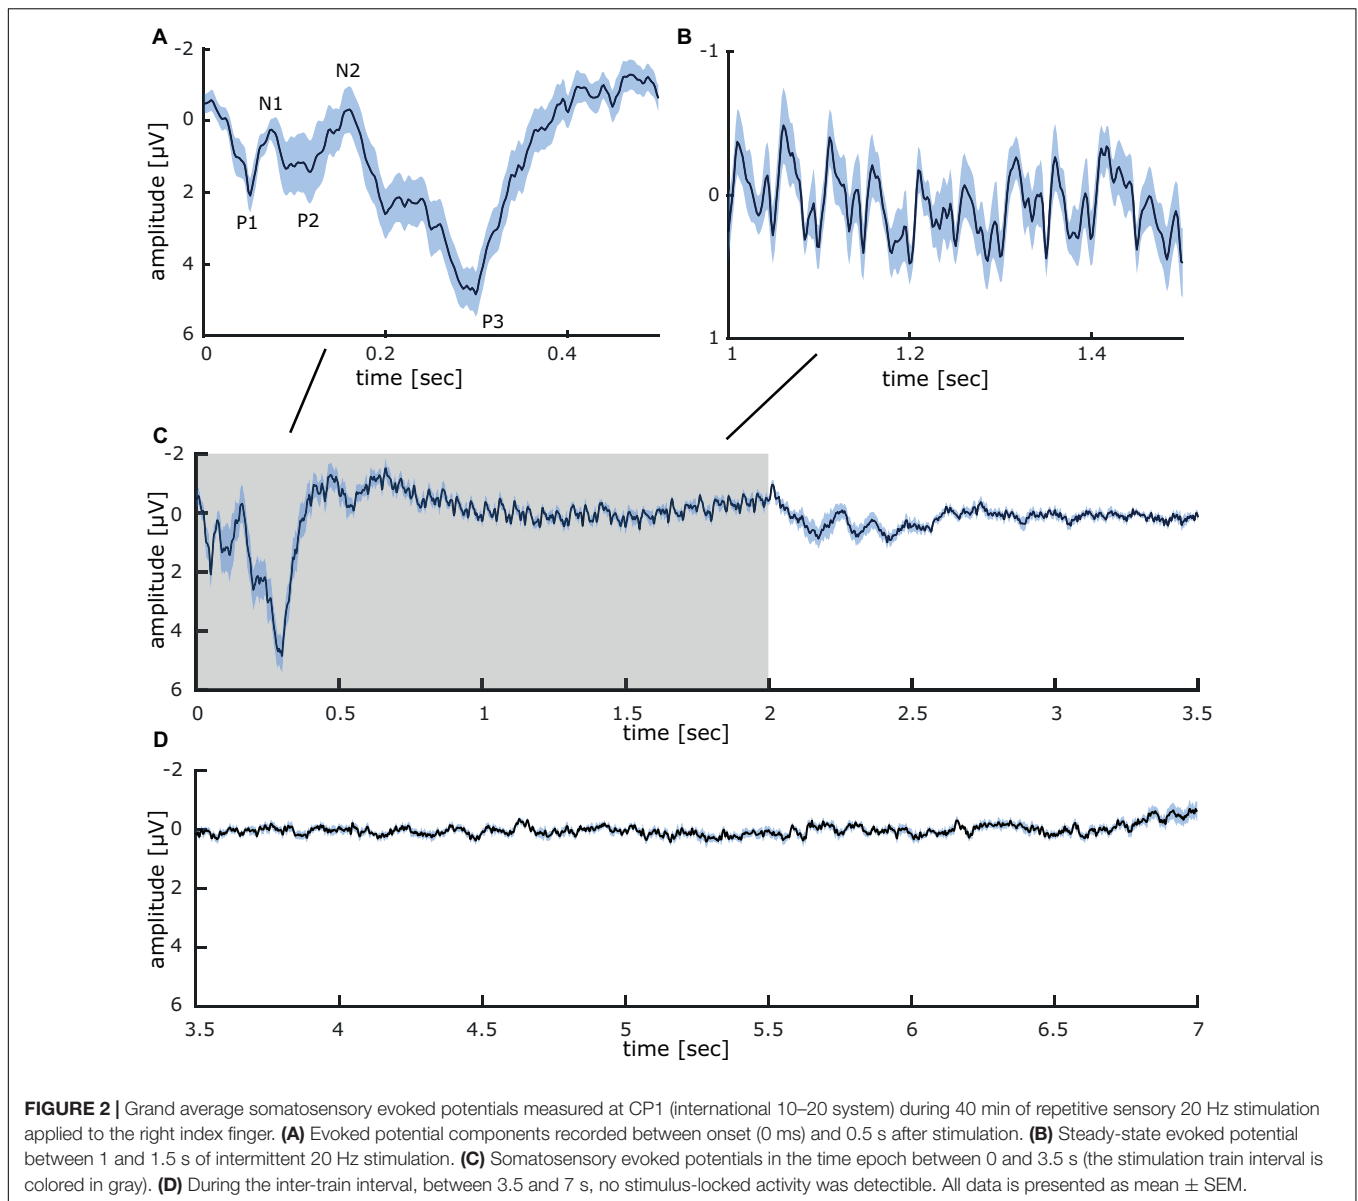 A
-2
0
2
4
6
amplitude [µV]
N1
N2
P1
P2
P3
0
0.2
0.4
time [sec]
B
-1
0
1
amplitude [µV]
1
1.2
1.4
time [sec]
C
-2
0
2
4
6
amplitude [µV]
0
0.5
1
1.5
2
2.5
3
3.5
time [sec]
D
-2
0
2
4
6
amplitude [µV]
3.5
4
4.5
5
5.5
6
6.5
7
time [sec]
FIGURE 2 | Grand average somatosensory evoked potentials measured at CP1 (international 10–20 system) during 40 min of repetitive sensory 20 Hz stimulation
applied to the right index finger. (A) Evoked potential components recorded between onset (0 ms) and 0.5 s after stimulation. (B) Steady-state evoked potential
between 1 and 1.5 s of intermittent 20 Hz stimulation. (C) Somatosensory evoked potentials in the time epoch between 0 and 3.5 s (the stimulation train interval is
colored in gray). (D) During the inter-train interval, between 3.5 and 7 s, no stimulus-locked activity was detectible. All data is presented as mean ± SEM.